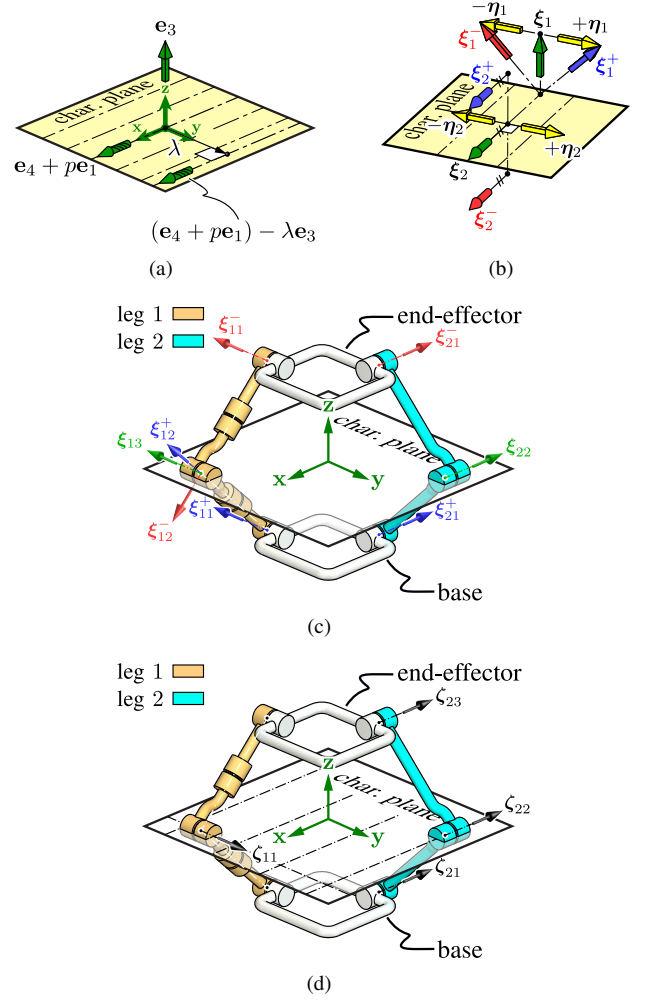 e₃
char. plane
z
x
y
λ
e₄ + pe₁
(e₄ + pe₁) − λe₃
(a)
−η₁
ξ₁
+η₁
ξ₁⁻
ξ₁⁺
ξ₂⁺
char. plane
−η₂
+η₂
ξ₂
ξ₂⁻
(b)
leg 1
leg 2
ξ₁₁⁻
end-effector
ξ₂₁⁻
z
char. plane
ξ₁₃
ξ₁₂⁺
ξ₂₂
x
y
ξ₁₂⁻
ξ₁₁⁺
ξ₂₁⁺
base
(c)
leg 1
leg 2
end-effector
ζ₂₃
z
char. plane
ζ₂₂
x
y
ζ₁₁
ζ₂₁
base
(d)